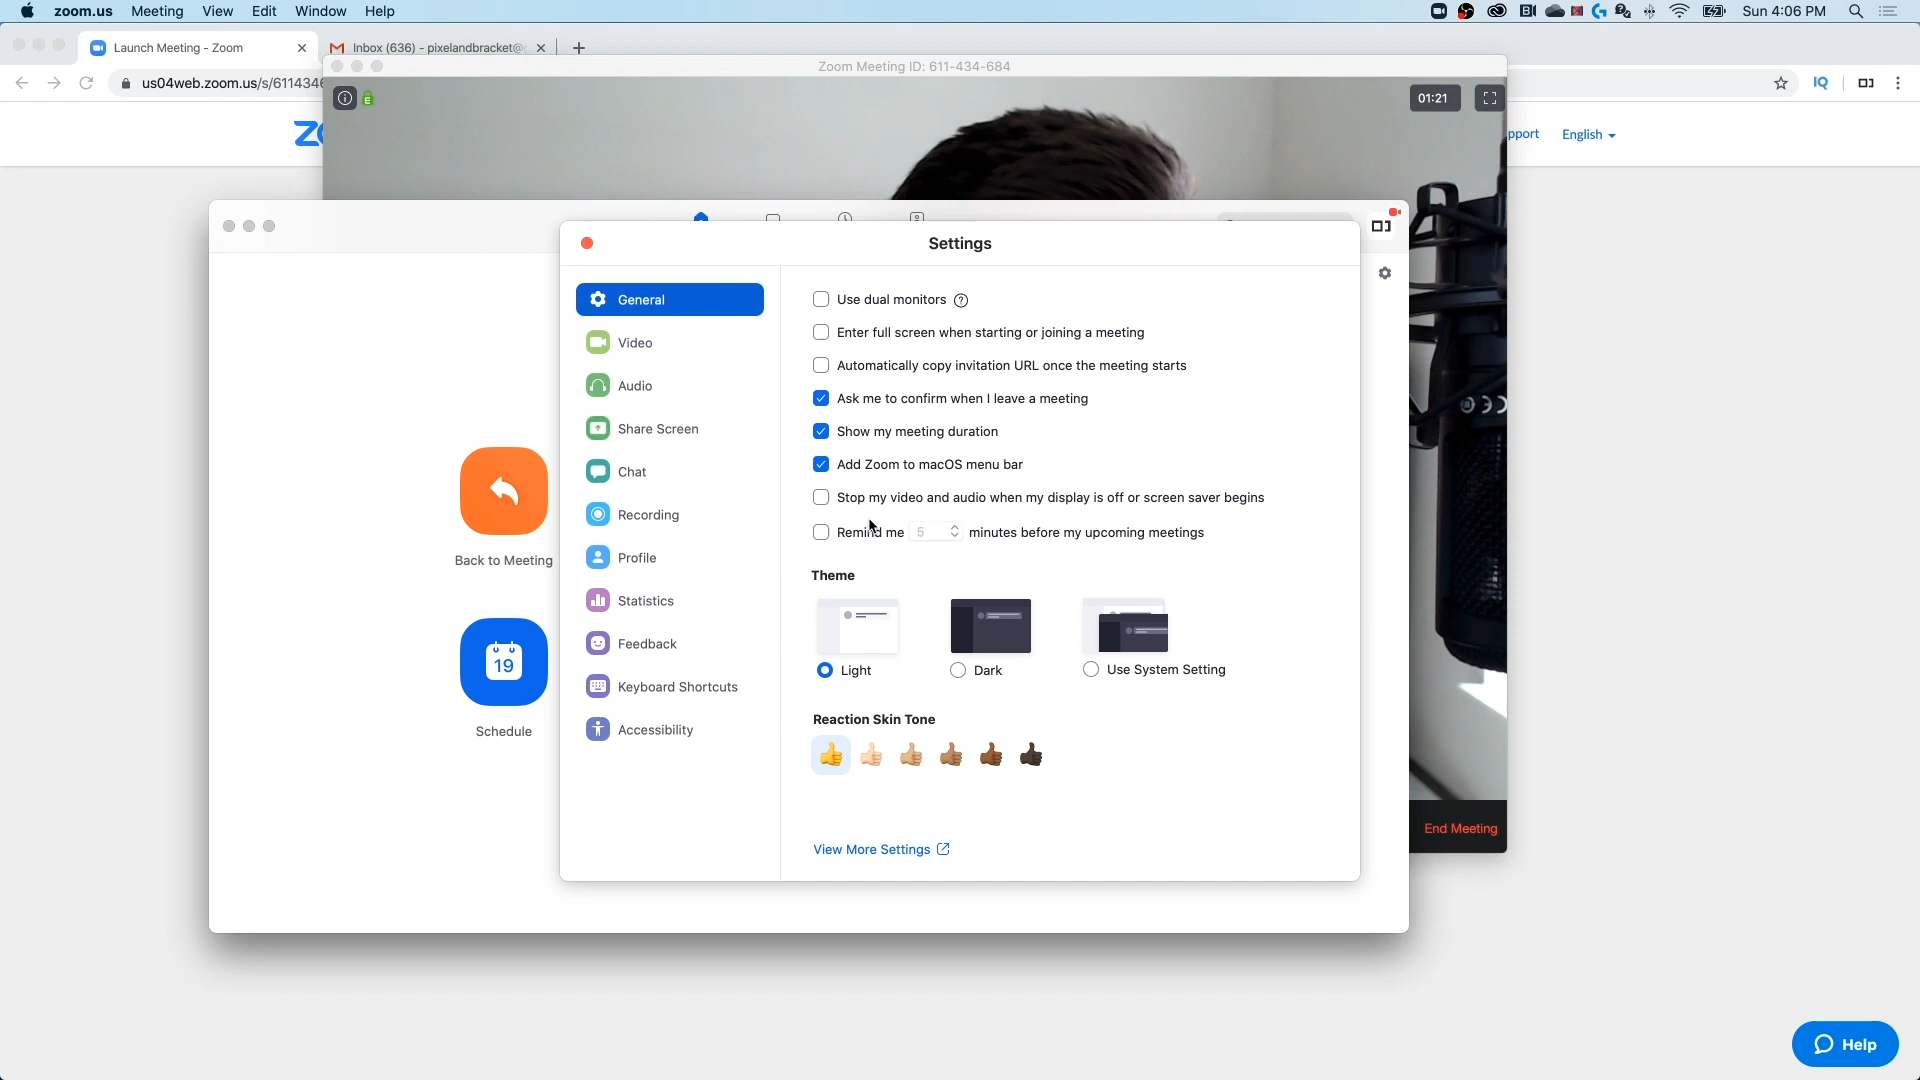 zoom.us Meeting View Edit Window Help
Sun 4:06 PM
Launch Meeting - Zoom
Inbox (636) - pixelandbracket@
us04web.zoom.us/s/611434
Zoom Meeting ID: 611-434-684
01:21
English
Settings
General
Video
Audio
Share Screen
Chat
Recording
Profile
Statistics
Feedback
Keyboard Shortcuts
Accessibility
Use dual monitors ?
Enter full screen when starting or joining a meeting
Automatically copy invitation URL once the meeting starts
Ask me to confirm when I leave a meeting
Show my meeting duration
Add Zoom to macOS menu bar
Stop my video and audio when my display is off or screen saver begins
Remind me 5 minutes before my upcoming meetings
Theme
Light
Dark
Use System Setting
Reaction Skin Tone
View More Settings
Back to Meeting
19
Schedule
End Meeting
Help